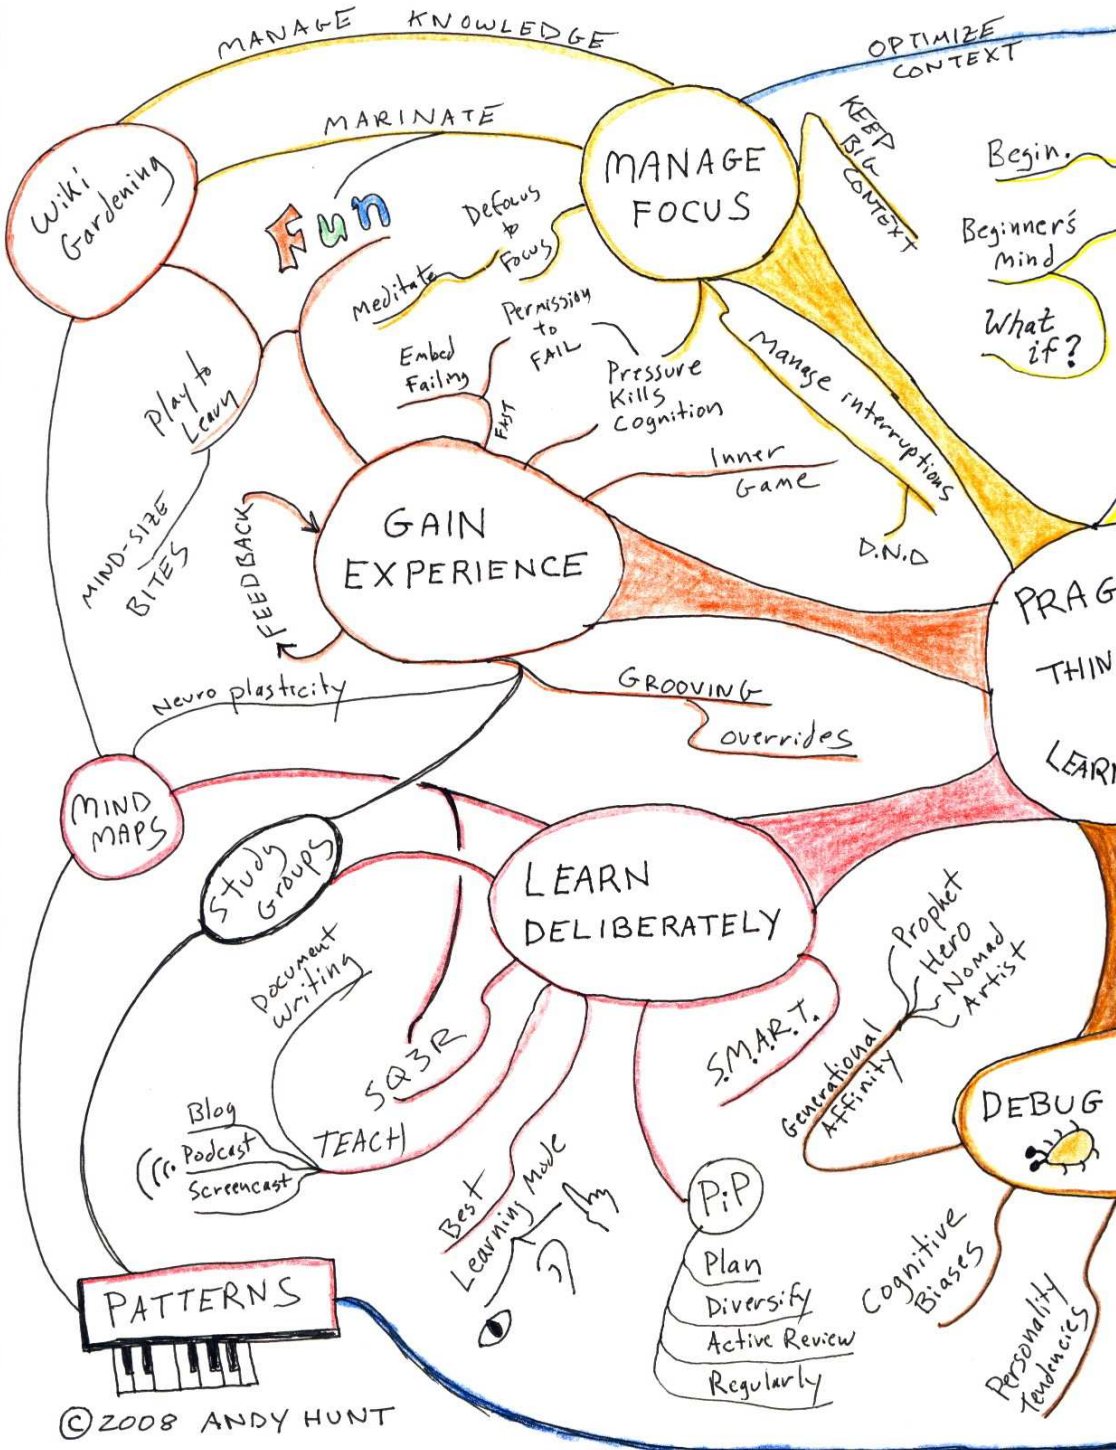 MANAGE KNOWLEDGE
OPTIMIZE
CONTEXT
MARINATE
MANAGE
FOCUS
KEEP
BIG
CONTEXT
Begin.
Beginner's
mind
What
if?
Wiki
Gardening
Fun
Defocus
to
Focus
Meditate
Permission
to
FAIL
Embed
Failing
FAST
Pressure
Kills
Cognition
Manage interruptions
D.N.D
Inner
Game
Play to
Learn
MIND-SIZE
BITES
FEEDBACK
GAIN
EXPERIENCE
PRAG
THIN
LEARN
GROOVING
overrides
Neuro plasticity
MIND
MAPS
Study
Groups
LEARN
DELIBERATELY
Document
Writing
SQ3R
TEACH
Blog
Podcast
Screencast
Best
Learning Mode
S.M.A.R.T.
PiP
Plan
Diversify
Active Review
Regularly
Prophet
Hero
Nomad
Artist
Generational
Affinity
DEBUG
Cognitive
Biases
Personality
Tendencies
PATTERNS
© 2008 ANDY HUNT